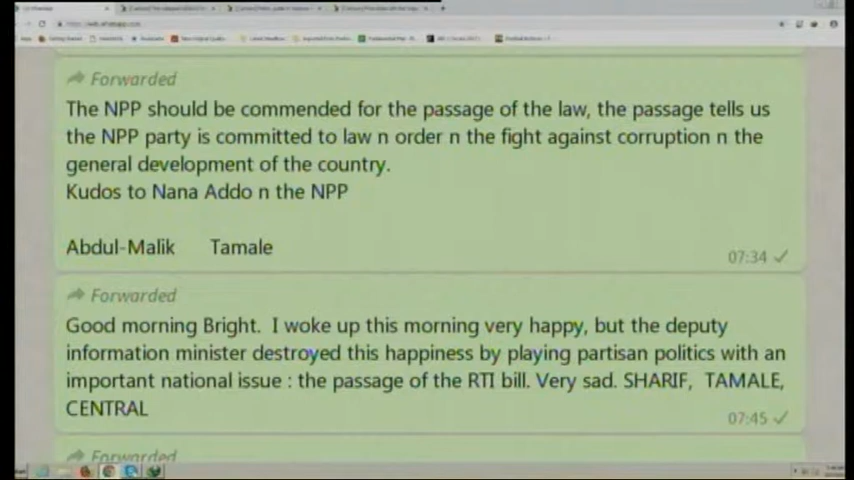 Forwarded
The NPP should be commended for the passage of the law, the passage tells us
the NPP party is committed to law n order n the fight against corruption n the
general development of the country.
Kudos to Nana Addo n the NPP
Abdul-Malik Tamale
07:34
Forwarded
Good morning Bright. I woke up this morning very happy, but the deputy
information minister destroyed this happiness by playing partisan politics with an
important national issue : the passage of the RTI bill. Very sad. SHARIF, TAMALE,
CENTRAL
07:45
Forwarded